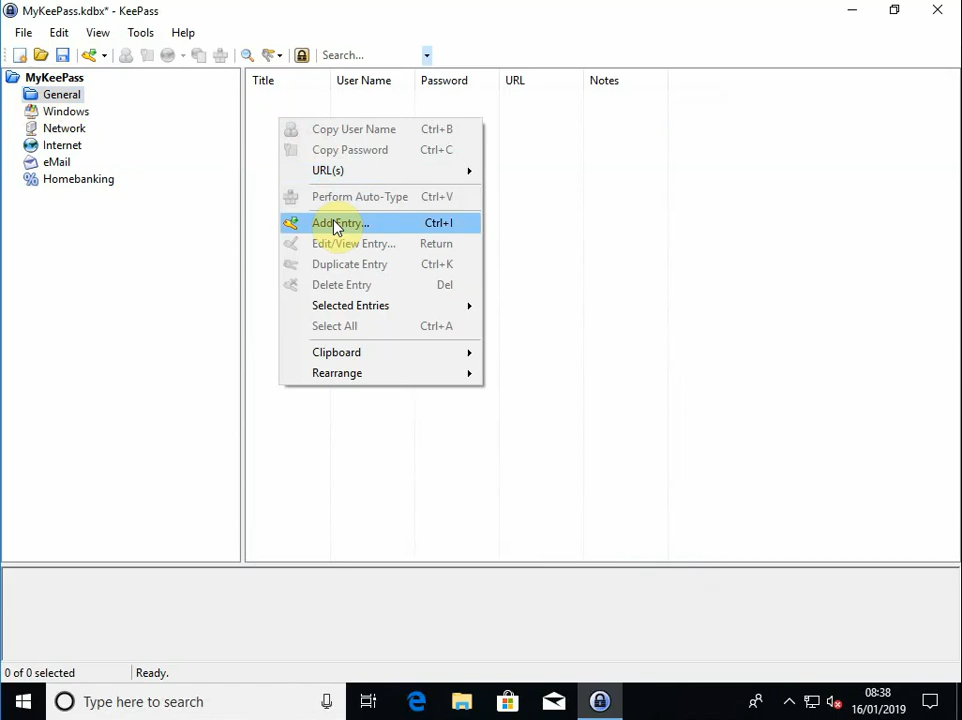 MyKeePass.kdbx* - KeePass
File Edit View Tools Help
Search...
MyKeePass
General
Windows
Network
Internet
eMail
Homebanking
Title User Name Password URL Notes
Copy User Name Ctrl+B
Copy Password Ctrl+C
URL(s)
Perform Auto-Type Ctrl+V
Add Entry... Ctrl+I
Edit/View Entry... Return
Duplicate Entry Ctrl+K
Delete Entry Del
Selected Entries
Select All Ctrl+A
Clipboard
Rearrange
0 of 0 selected Ready.
Type here to search
08:38
16/01/2019